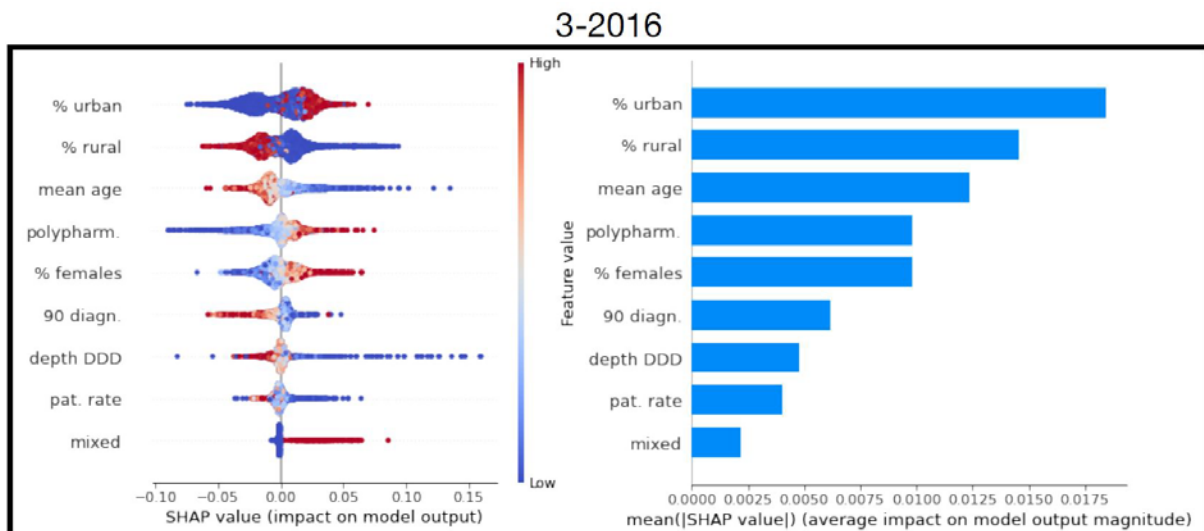 3-2016
High
% urban
% rural
mean age
polypharm.
% females
90 diagn.
depth DDD
pat. rate
mixed
Low
−0.10 −0.05 0.00 0.05 0.10 0.15
SHAP value (impact on model output)
Feature value
% urban
% rural
mean age
polypharm.
% females
90 diagn.
depth DDD
pat. rate
mixed
0.0000 0.0025 0.0050 0.0075 0.0100 0.0125 0.0150 0.0175
mean(|SHAP value|) (average impact on model output magnitude)